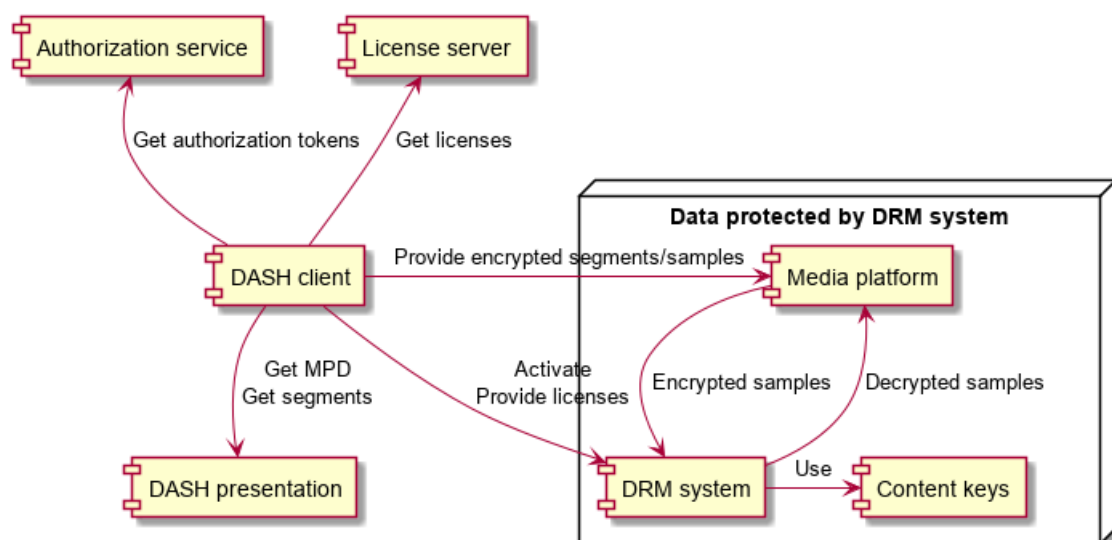 Authorization service
License server
Get authorization tokens
Get licenses
Data protected by DRM system
DASH client
Provide encrypted segments/samples
Media platform
Get MPD
Get segments
Activate
Provide licenses
Encrypted samples
Decrypted samples
DASH presentation
DRM system
Use
Content keys